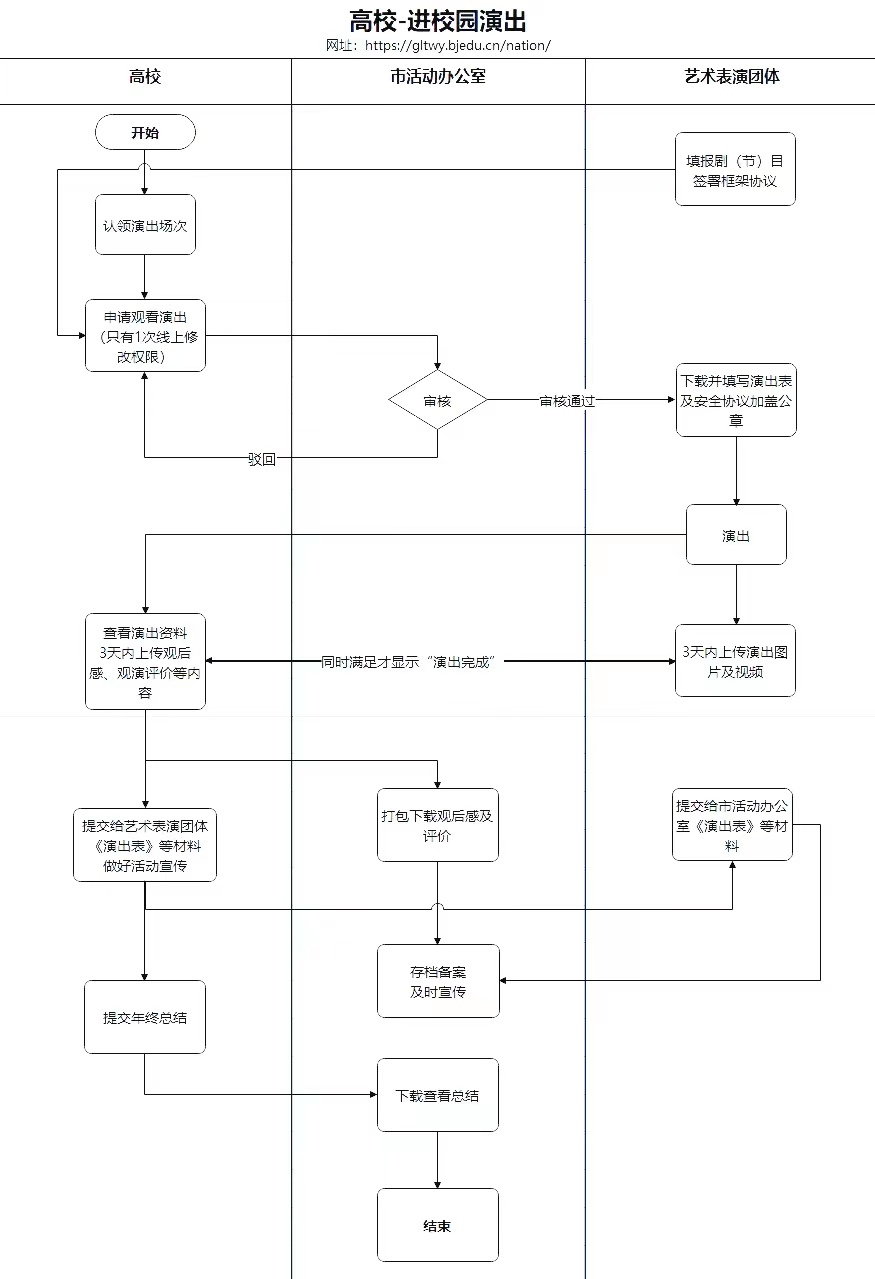 高校-进校园演出
网址：https://gltwy.bjedu.cn/nation/
高校
市活动办公室
艺术表演团体
开始
填报剧（节）目
签署框架协议
认领演出场次
申请观看演出
（只有1次线上修
改权限）
审核
审核通过
下载并填写演出表
及安全协议加盖公
章
驳回
演出
查看演出资料
3天内上传观后
感、观演评价等内
容
同时满足才显示“演出完成”
3天内上传演出图
片及视频
提交给艺术表演团体
《演出表》等材料
做好活动宣传
打包下载观后感及
评价
提交给市活动办公
室《演出表》等材
料
存档备案
及时宣传
提交年终总结
下载查看总结
结束